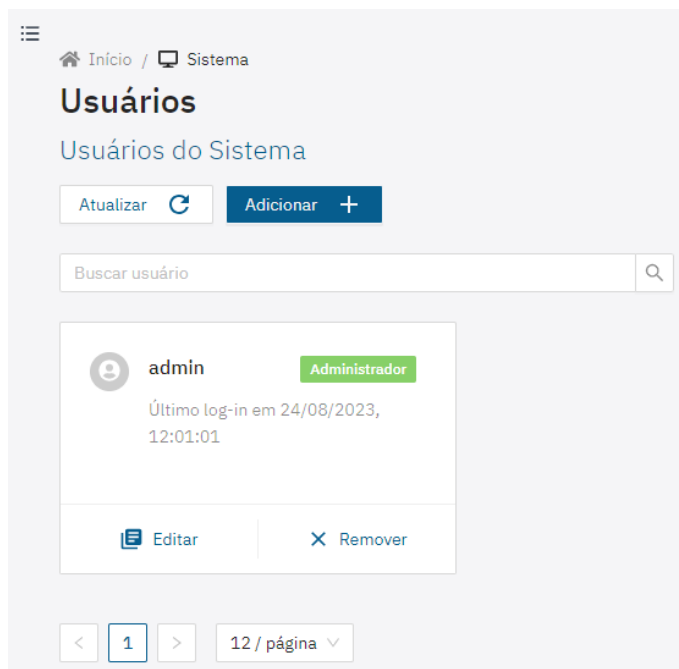 Início / Sistema
Usuários
Usuários do Sistema
Atualizar Adicionar
Buscar usuário
admin Administrador
Último log-in em 24/08/2023,
12:01:01
Editar Remover
< 1 > 12 / página